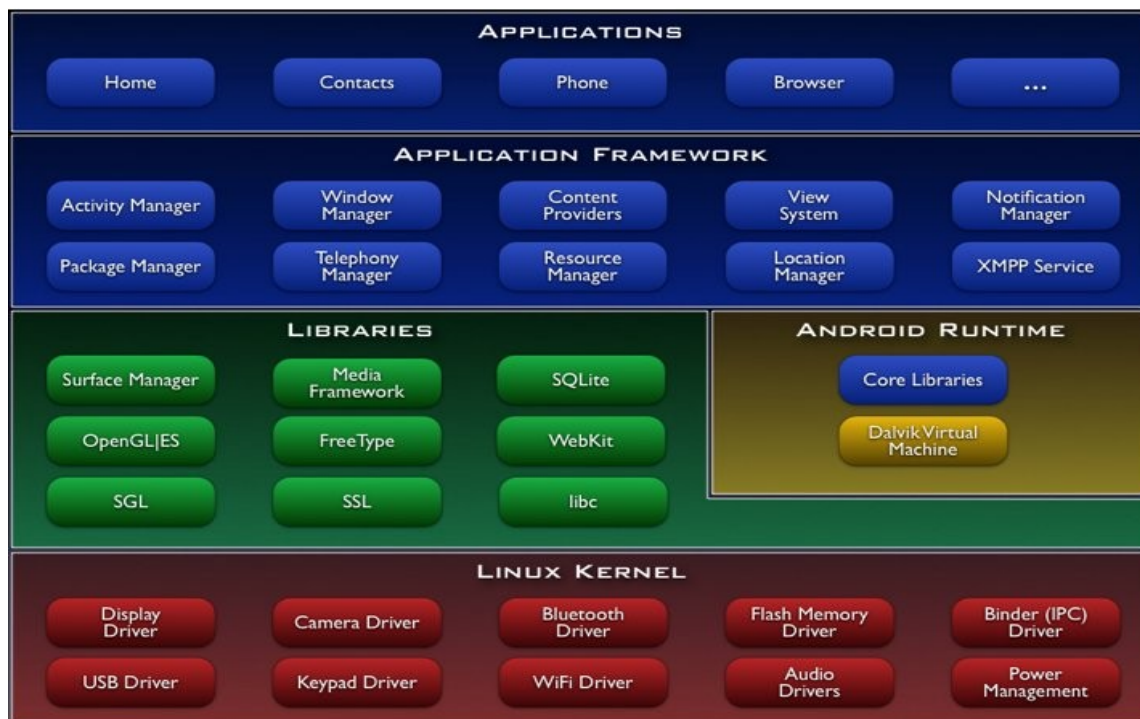 APPLICATIONS
Home
Contacts
Phone
Browser
...
APPLICATION FRAMEWORK
Activity Manager
Window
Manager
Content
Providers
View
System
Notification
Manager
Package Manager
Telephony
Manager
Resource
Manager
Location
Manager
XMPP Service
LIBRARIES
Surface Manager
Media
Framework
SQLite
OpenGL|ES
FreeType
WebKit
SGL
SSL
libc
ANDROID RUNTIME
Core Libraries
Dalvik Virtual
Machine
LINUX KERNEL
Display
Driver
Camera Driver
Bluetooth
Driver
Flash Memory
Driver
Binder (IPC)
Driver
USB Driver
Keypad Driver
WiFi Driver
Audio
Drivers
Power
Management